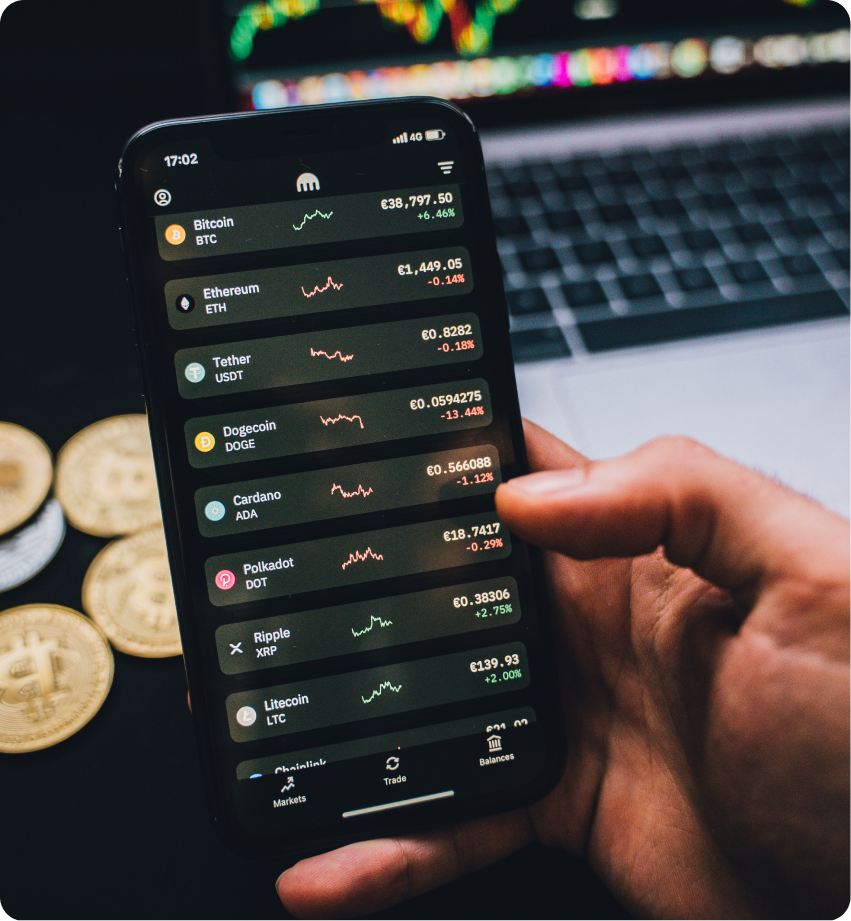 17:02
4G
Bitcoin
BTC
€38,797.50
+6.46%
Ethereum
ETH
€1,449.05
-0.14%
Tether
USDT
€0.8282
-0.18%
Dogecoin
DOGE
€0.0594275
-13.44%
Cardano
ADA
€0.566088
-1.12%
Polkadot
DOT
€18.7417
-0.29%
Ripple
XRP
€0.38306
+2.75%
Litecoin
LTC
€139.93
+2.00%
Chainlink
Markets
Trade
Balances